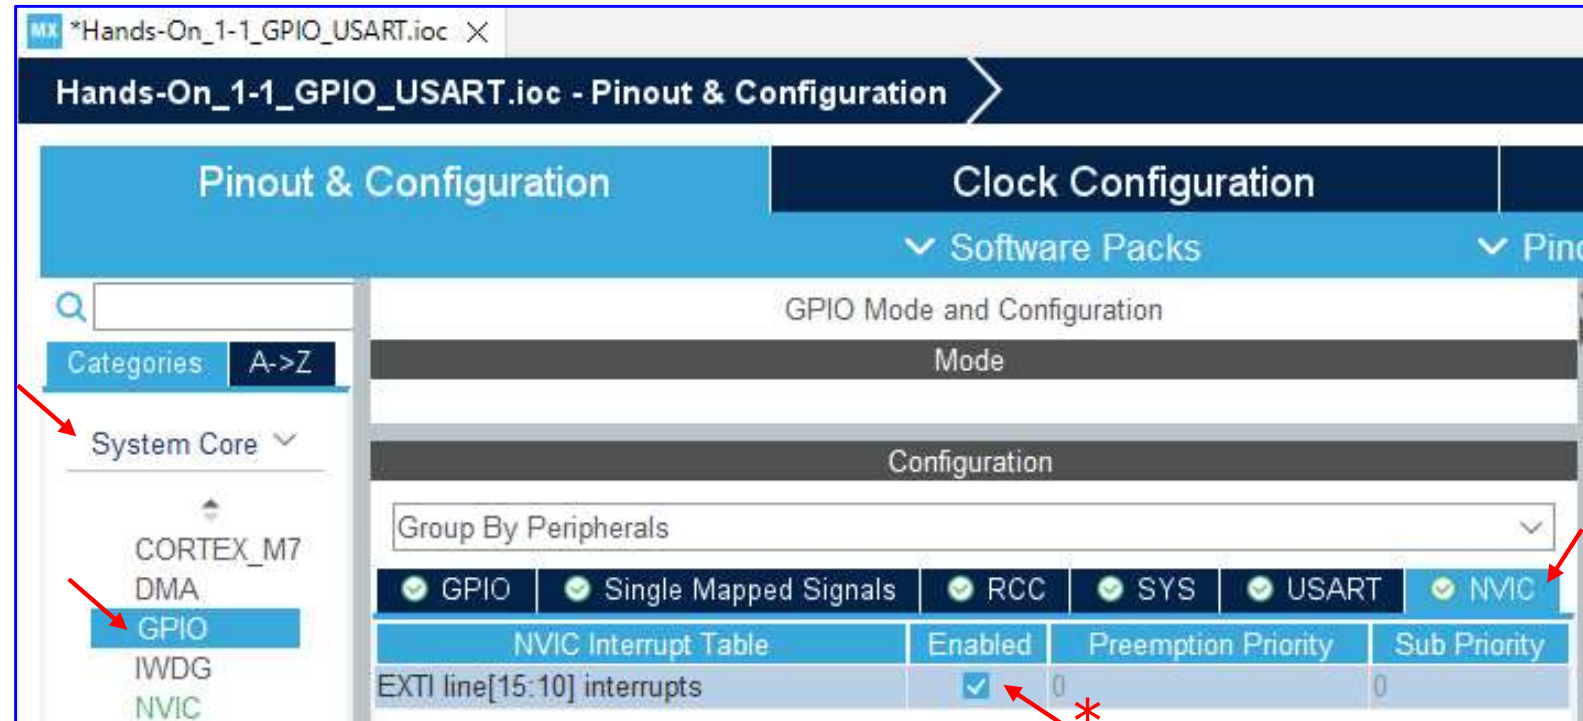 MX *Hands-On_1-1_GPIO_USART.ioc
Hands-On_1-1_GPIO_USART.ioc - Pinout & Configuration
Pinout & Configuration Clock Configuration
Software Packs
GPIO Mode and Configuration
Categories A->Z Mode
System Core
Configuration
Group By Peripherals
CORTEX_M7
DMA
GPIO Single Mapped Signals RCC SYS USART NVIC
GPIO
NVIC Interrupt Table Enabled Preemption Priority Sub Priority
IWDG
EXTI line[15:10] interrupts 0 0
NVIC
*